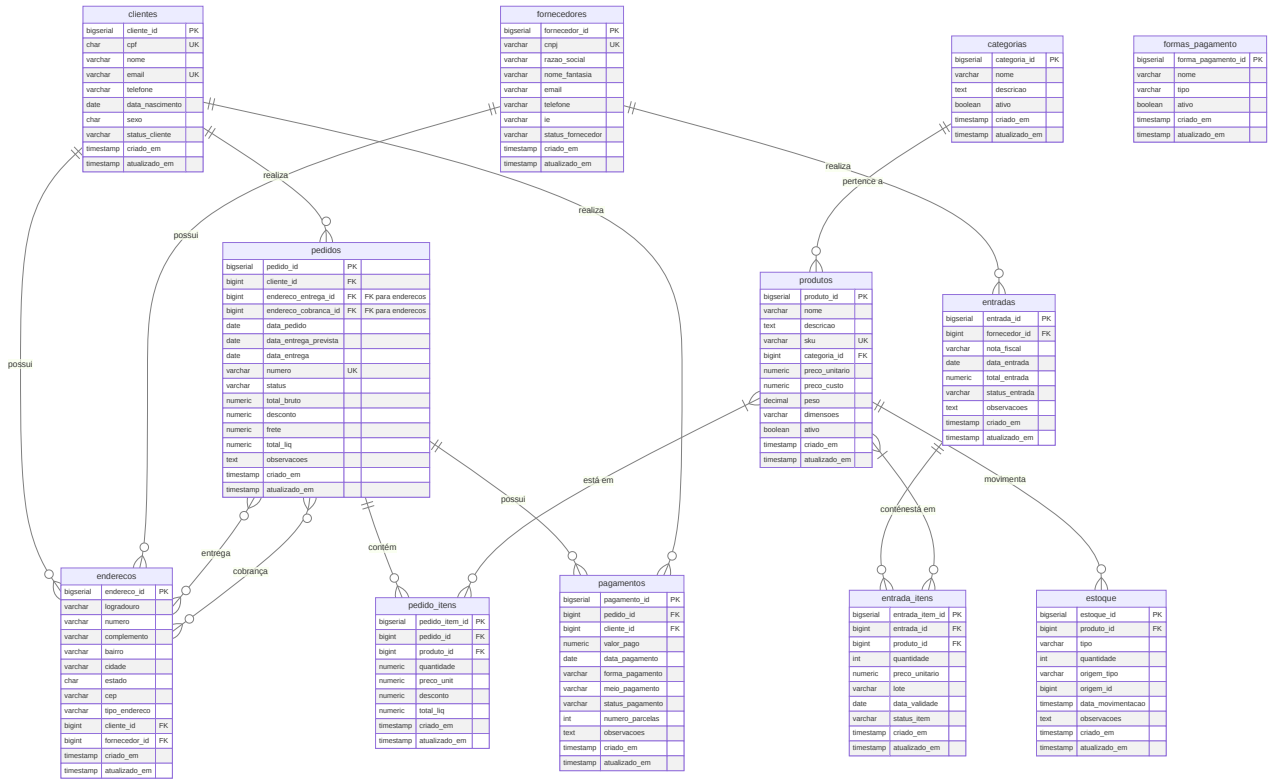 clientes
bigserial cliente_id PK
char cpf UK
varchar nome
varchar email UK
varchar telefone
date data_nascimento
char sexo
varchar status_cliente
timestamp criado_em
timestamp atualizado_em
fornecedores
bigserial fornecedor_id PK
varchar cnpj UK
varchar razao_social
varchar nome_fantasia
varchar email
varchar telefone
varchar ie
varchar status_fornecedor
timestamp criado_em
timestamp atualizado_em
categorias
bigserial categoria_id PK
varchar nome
text descricao
boolean ativo
timestamp criado_em
timestamp atualizado_em
formas_pagamento
bigserial forma_pagamento_id PK
varchar nome
varchar tipo
boolean ativo
timestamp criado_em
timestamp atualizado_em
realiza
pertence a
realiza
realiza
possui
possui
pedidos
bigserial pedido_id PK
bigint cliente_id FK
bigint endereco_entrega_id FK FK para enderecos
bigint endereco_cobranca_id FK FK para enderecos
date data_pedido
date data_entrega_prevista
date data_entrega
varchar numero UK
varchar status
numeric total_bruto
numeric desconto
numeric frete
numeric total_liq
text observacoes
timestamp criado_em
timestamp atualizado_em
produtos
bigserial produto_id PK
varchar nome
text descricao
varchar sku UK
bigint categoria_id FK
numeric preco_unitario
numeric preco_custo
decimal peso
varchar dimensoes
boolean ativo
timestamp criado_em
timestamp atualizado_em
entradas
bigserial entrada_id PK
bigint fornecedor_id FK
varchar nota_fiscal
date data_entrada
numeric total_entrada
varchar status_entrada
text observacoes
timestamp criado_em
timestamp atualizado_em
está em
movimenta
possui
contém
está em
contém
entrega
cobrança
enderecos
bigserial endereco_id PK
varchar logradouro
varchar numero
varchar complemento
varchar bairro
varchar cidade
char estado
varchar cep
varchar tipo_endereco
bigint cliente_id FK
bigint fornecedor_id FK
timestamp criado_em
timestamp atualizado_em
pedido_itens
bigserial pedido_item_id PK
bigint pedido_id FK
bigint produto_id FK
numeric quantidade
numeric preco_unit
numeric desconto
numeric total_liq
timestamp criado_em
timestamp atualizado_em
pagamentos
bigserial pagamento_id PK
bigint pedido_id FK
bigint cliente_id FK
numeric valor_pago
date data_pagamento
varchar forma_pagamento
varchar meio_pagamento
varchar status_pagamento
int numero_parcelas
text observacoes
timestamp criado_em
timestamp atualizado_em
entrada_itens
bigserial entrada_item_id PK
bigint entrada_id FK
bigint produto_id FK
int quantidade
numeric preco_unitario
varchar lote
date data_validade
varchar status_item
timestamp criado_em
timestamp atualizado_em
estoque
bigserial estoque_id PK
bigint produto_id FK
varchar tipo
int quantidade
varchar origem_tipo
bigint origem_id
timestamp data_movimentacao
text observacoes
timestamp criado_em
timestamp atualizado_em